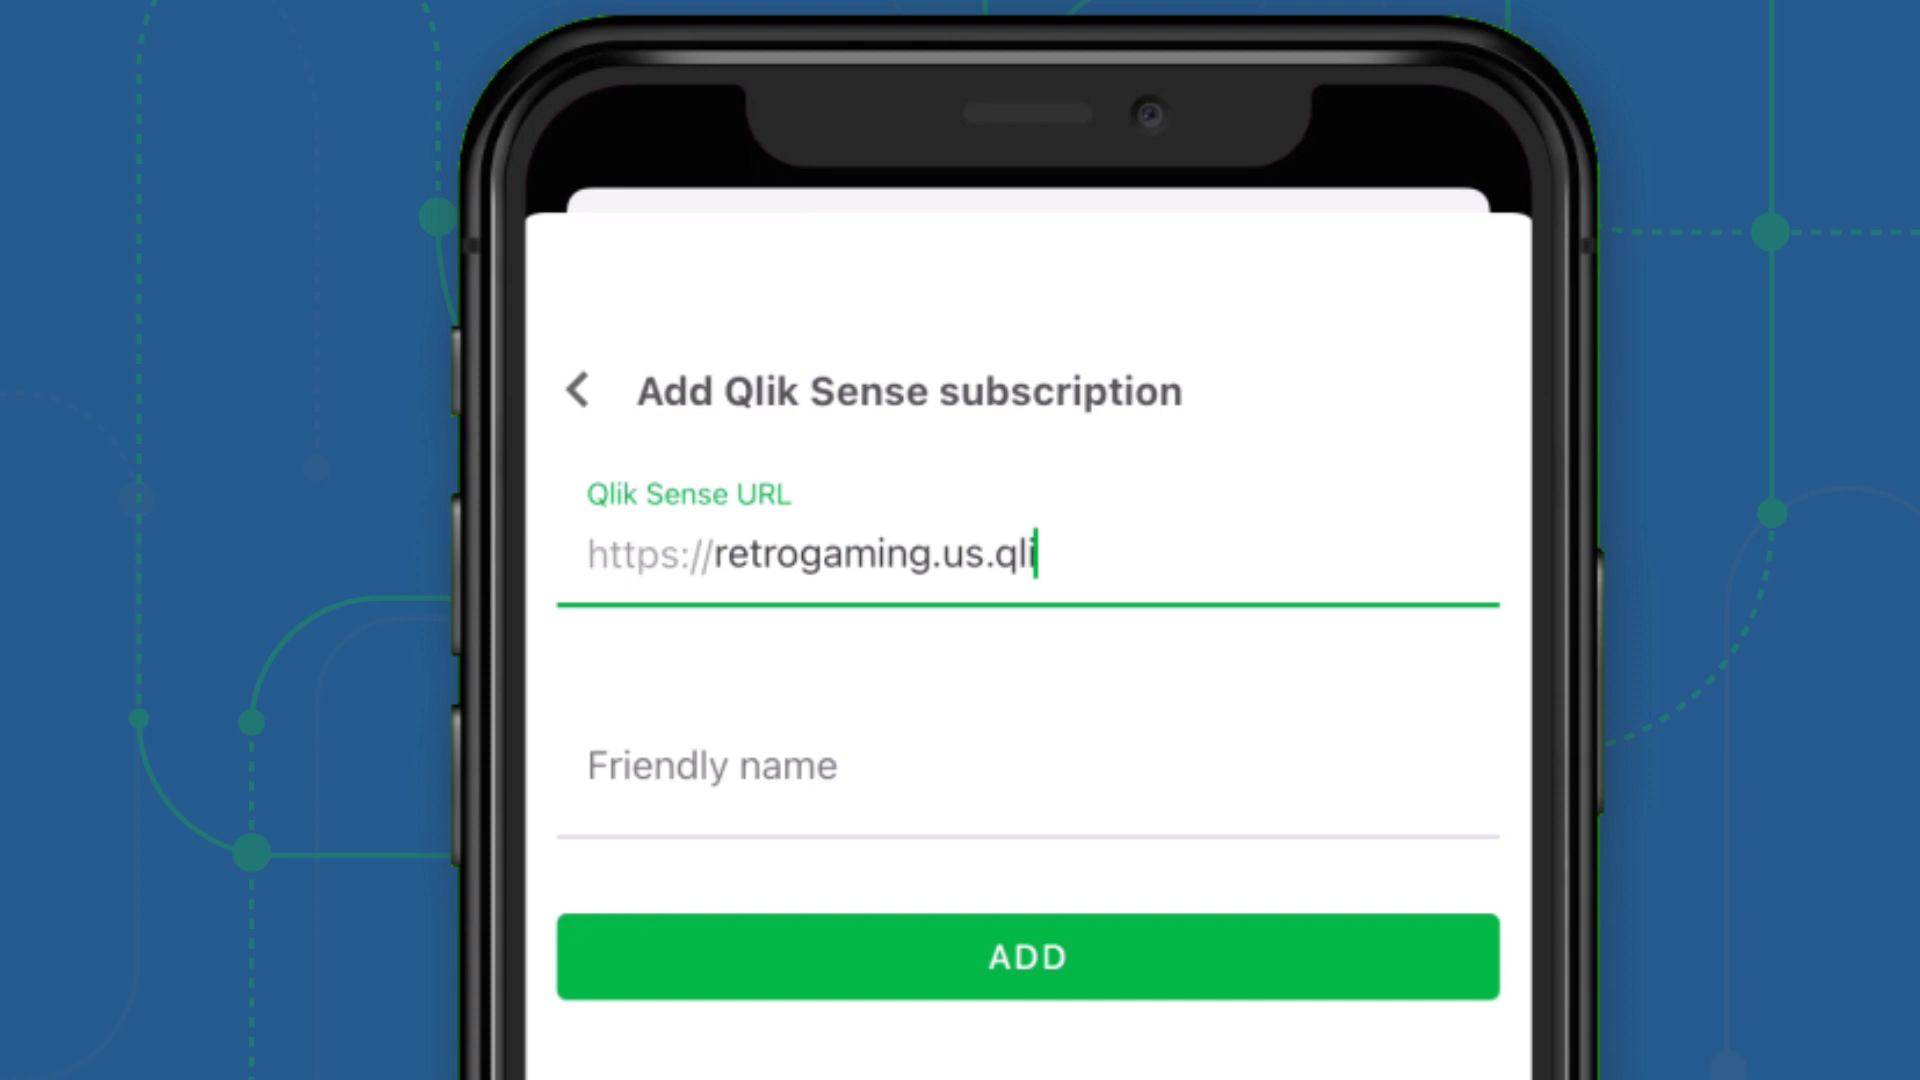 Add Qlik Sense subscription
Qlik Sense URL
https://retrogaming.us.qli
Friendly name
ADD